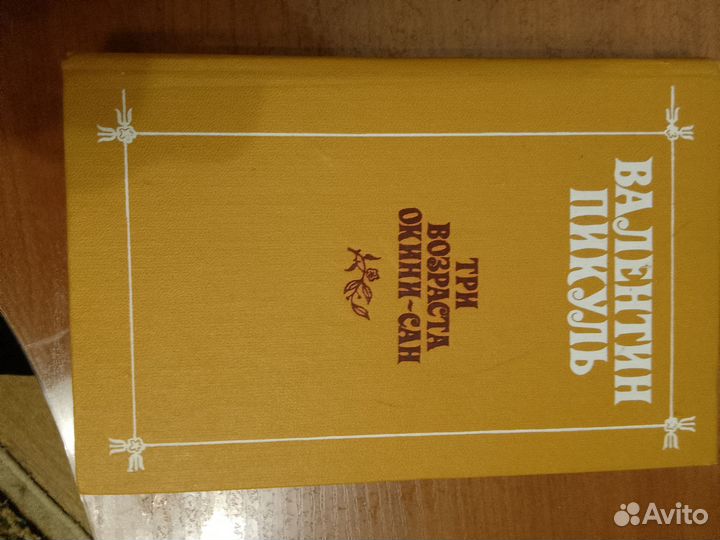 ВАЛЕНТИН
ПИКУЛЬ
ТРИ
ВОЗРАСТА
ОКИНИ-САН
Avito